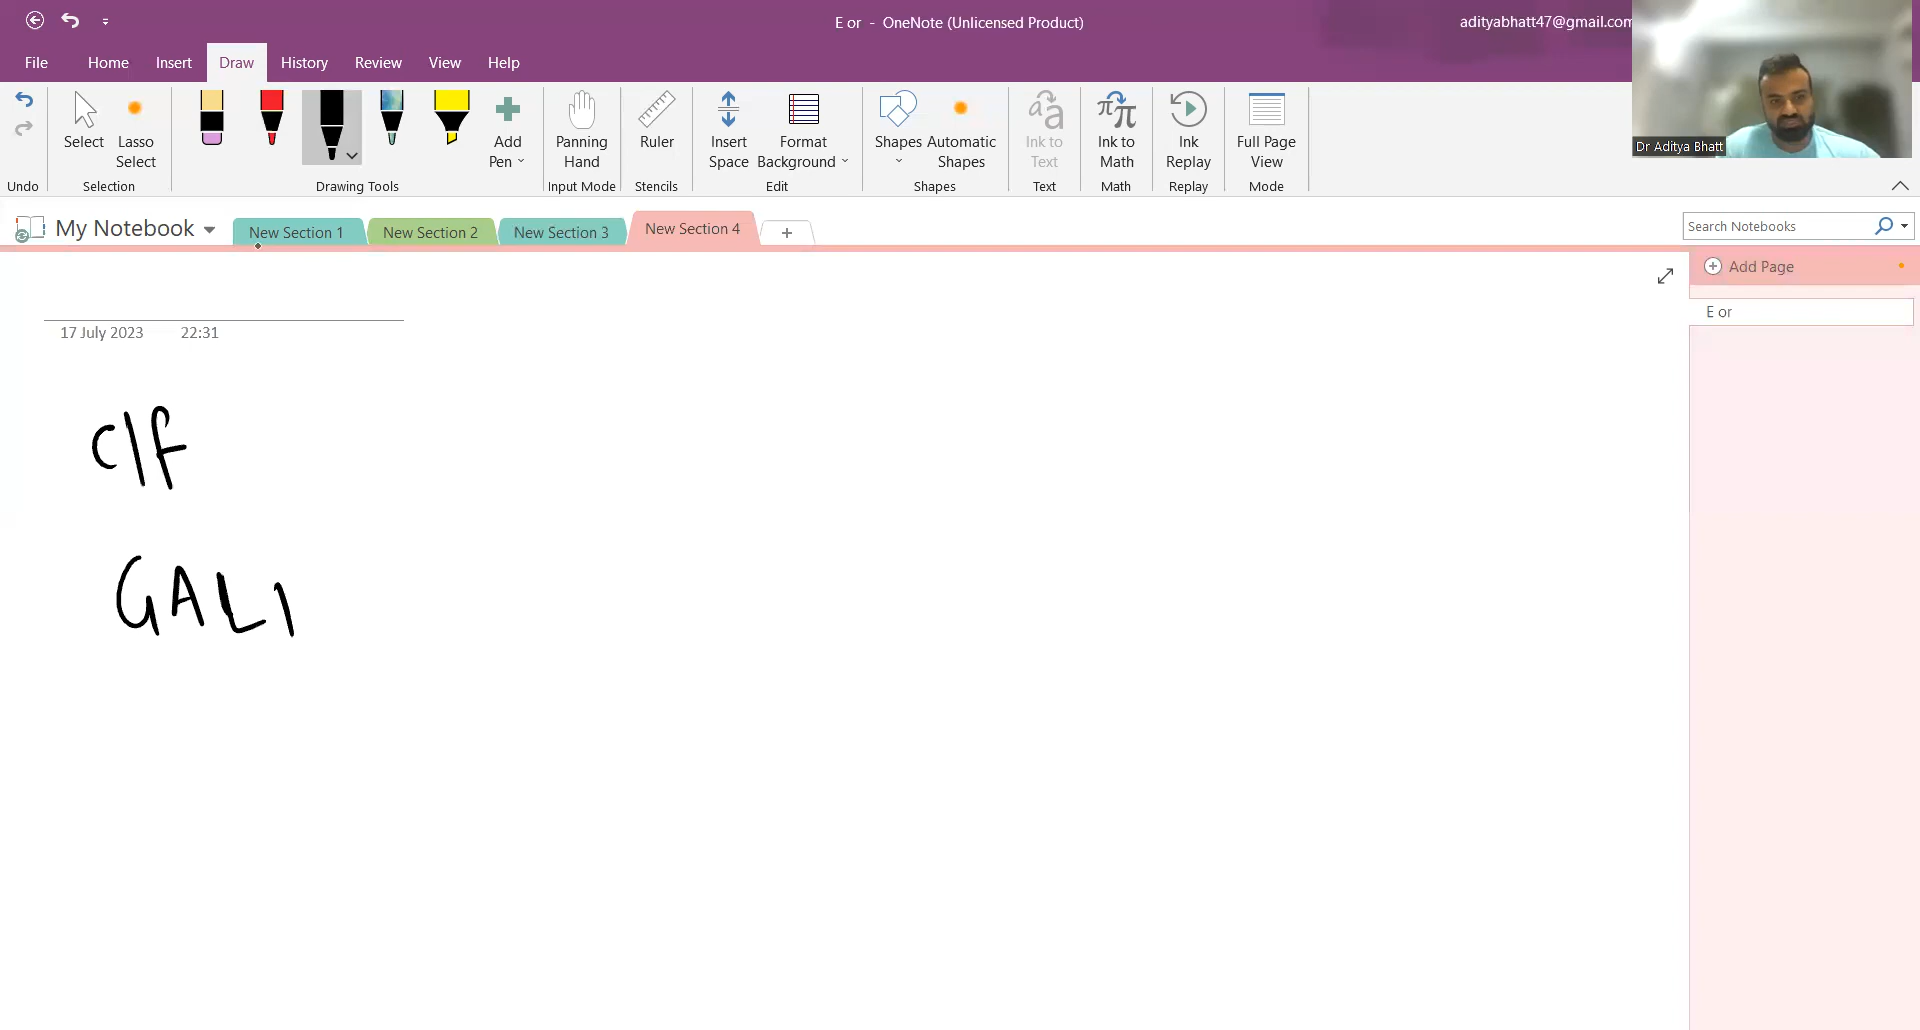 E or - OneNote (Unlicensed Product)
adityabhatt47@gmail.com
File Home Insert Draw History Review View Help
Select
Lasso Select
Add Pen
Panning Hand
Ruler
Insert Space
Format Background
Shapes
Automatic Shapes
Ink to Text
Ink to Math
Ink Replay
Full Page View
Undo Selection Drawing Tools Input Mode Stencils Edit Shapes Text Math Replay Mode
Dr Aditya Bhatt
My Notebook New Section 1 New Section 2 New Section 3 New Section 4 +
Search Notebooks
Add Page
E or
17 July 2023 22:31
C/F
GALI